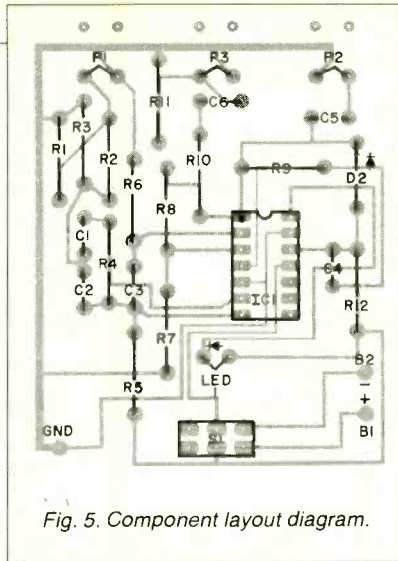 P1 P3 P2
R11
C6 C5
R1 R3 R2 R10 R9
R6 D2
R8
C1 R4 IC1 C4
C2 C3 R12
R7
LED B2
R5 −
+
GND S1 B1
Fig. 5. Component layout diagram.